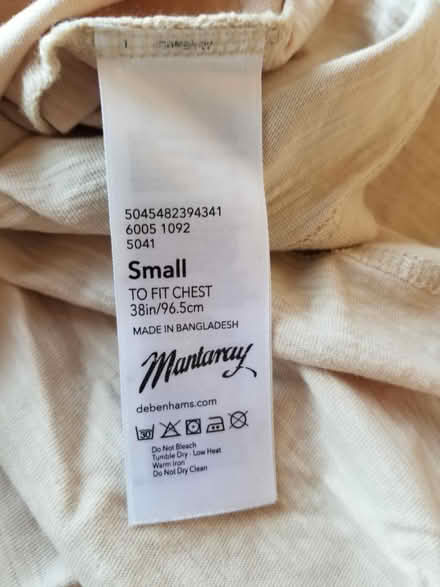 5045482394341
6005 1092
5041
Small
TO FIT CHEST
38in/96.5cm
MADE IN BANGLADESH
Mantaray
debenhams.com
30
Do Not Bleach
Tumble Dry - Low Heat
Warm Iron
Do Not Dry Clean